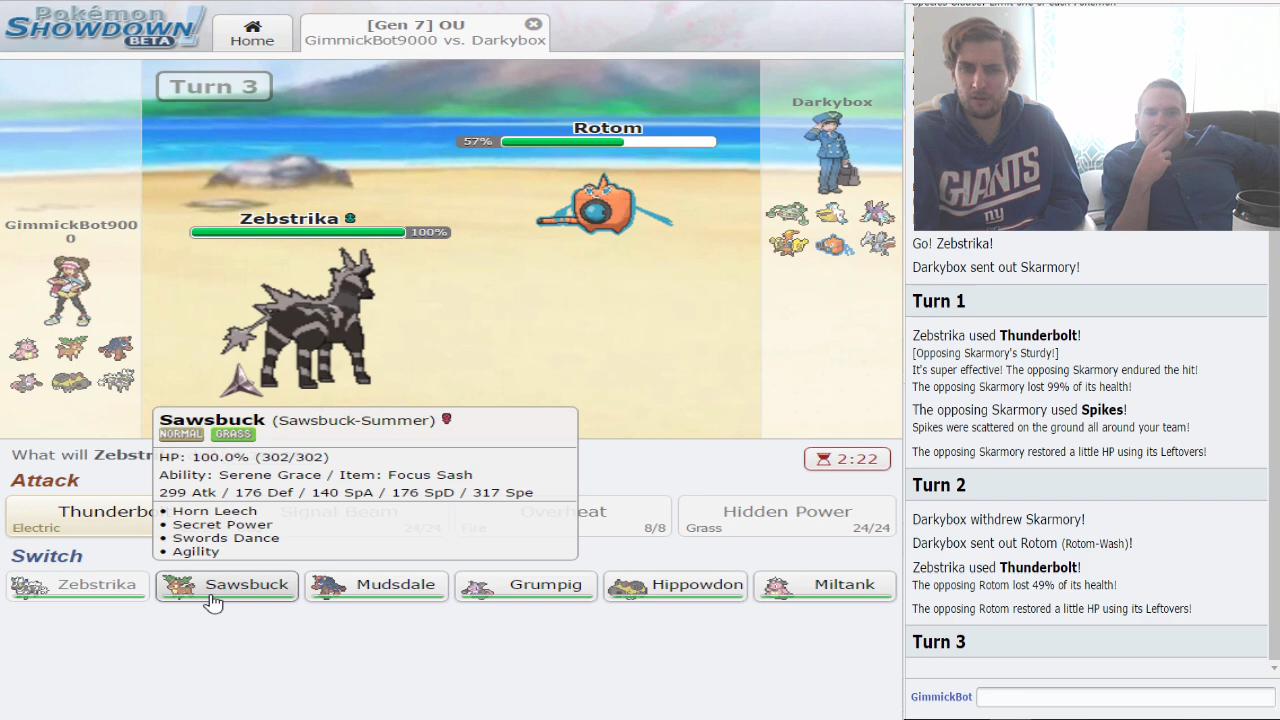 Pokémon
SHOWDOWN!
BETA
Home
[Gen 7] OU
GimmickBot9000 vs. Darkybox
Turn 3
Rotom
57%
Zebstrika
100%
GimmickBot900
0
Darkybox
Sawsbuck (Sawsbuck-Summer)
NORMAL GRASS
HP: 100.0% (302/302)
Ability: Serene Grace / Item: Focus Sash
299 Atk / 176 Def / 140 SpA / 176 SpD / 317 Spe
• Horn Leech
• Secret Power
• Swords Dance
• Agility
What will Zebstr
2:22
Attack
Thunderbo
Electric
Signal Beam
24/24
Overheat
Fire 8/8
Hidden Power
Grass 24/24
Switch
Zebstrika Sawsbuck Mudsdale Grumpig Hippowdon Miltank
GIANTS
ny
Go! Zebstrika!
Darkybox sent out Skarmory!
Turn 1
Zebstrika used Thunderbolt!
[Opposing Skarmory's Sturdy!]
It's super effective! The opposing Skarmory endured the hit!
The opposing Skarmory lost 99% of its health!
The opposing Skarmory used Spikes!
Spikes were scattered on the ground all around your team!
The opposing Skarmory restored a little HP using its Leftovers!
Turn 2
Darkybox withdrew Skarmory!
Darkybox sent out Rotom (Rotom-Wash)!
Zebstrika used Thunderbolt!
The opposing Rotom lost 49% of its health!
The opposing Rotom restored a little HP using its Leftovers!
Turn 3
GimmickBot